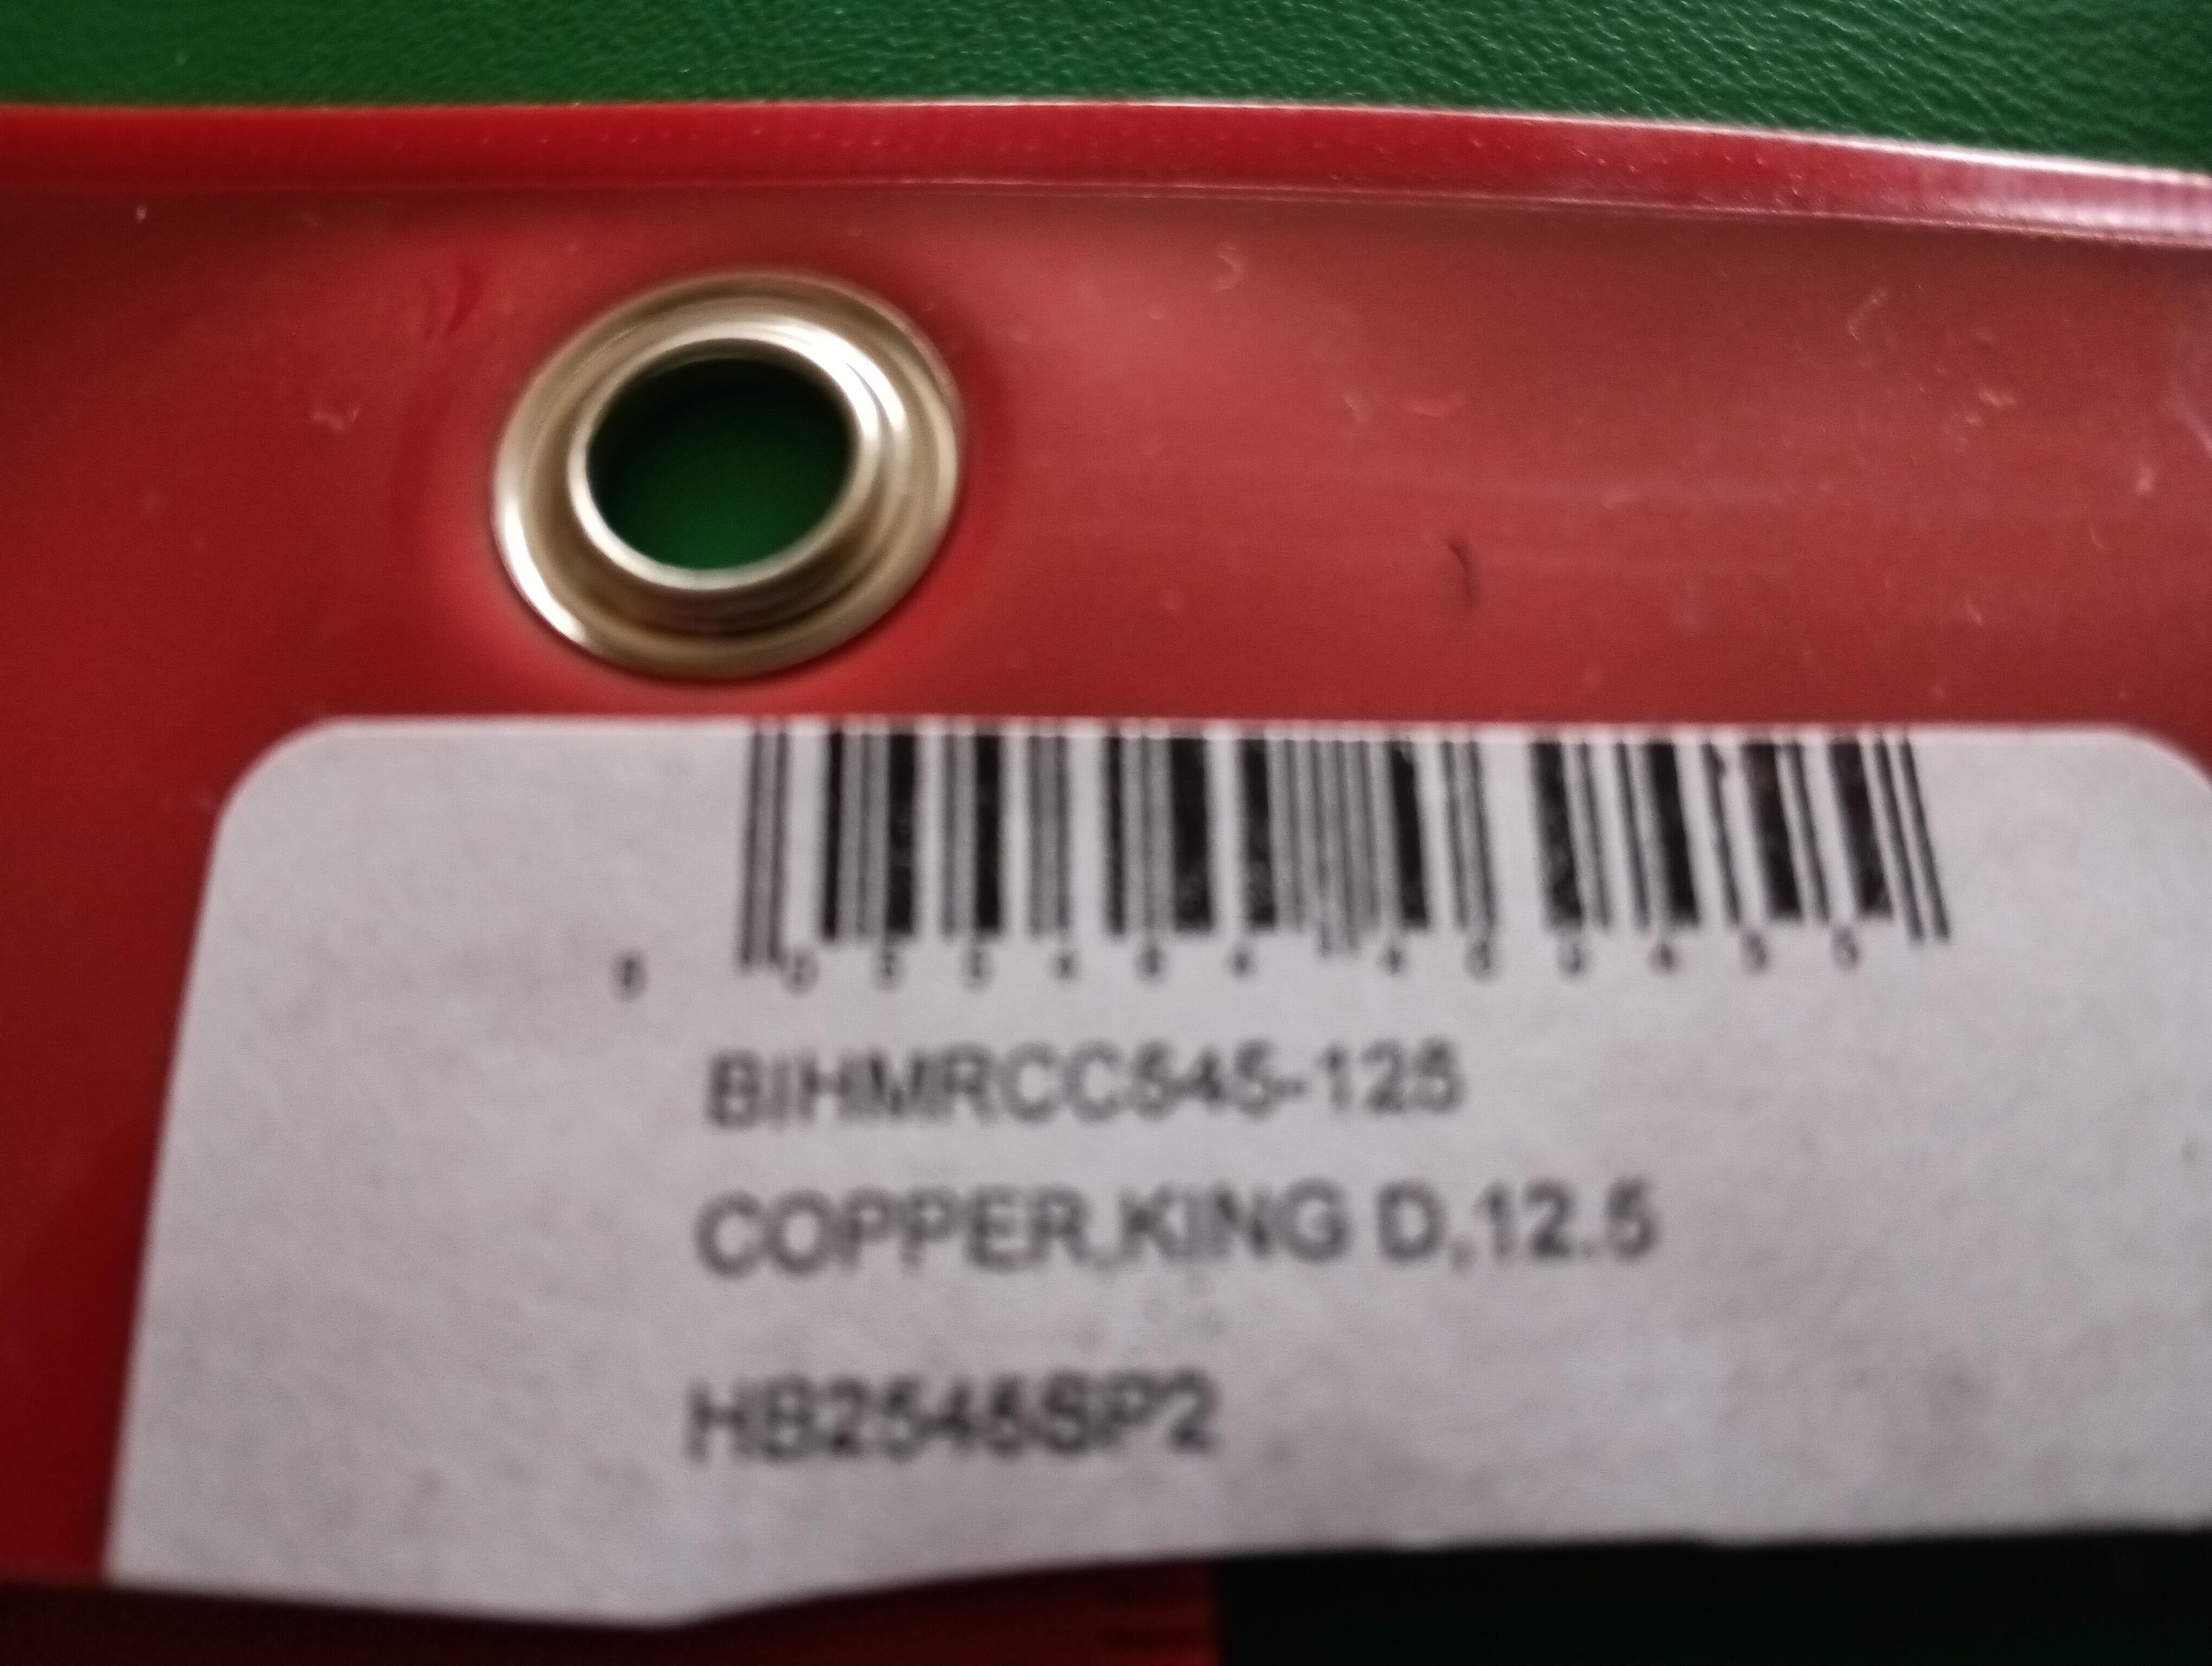 BIHMRCC545-125
COPPER,KING D,12.5
HB2545SP2